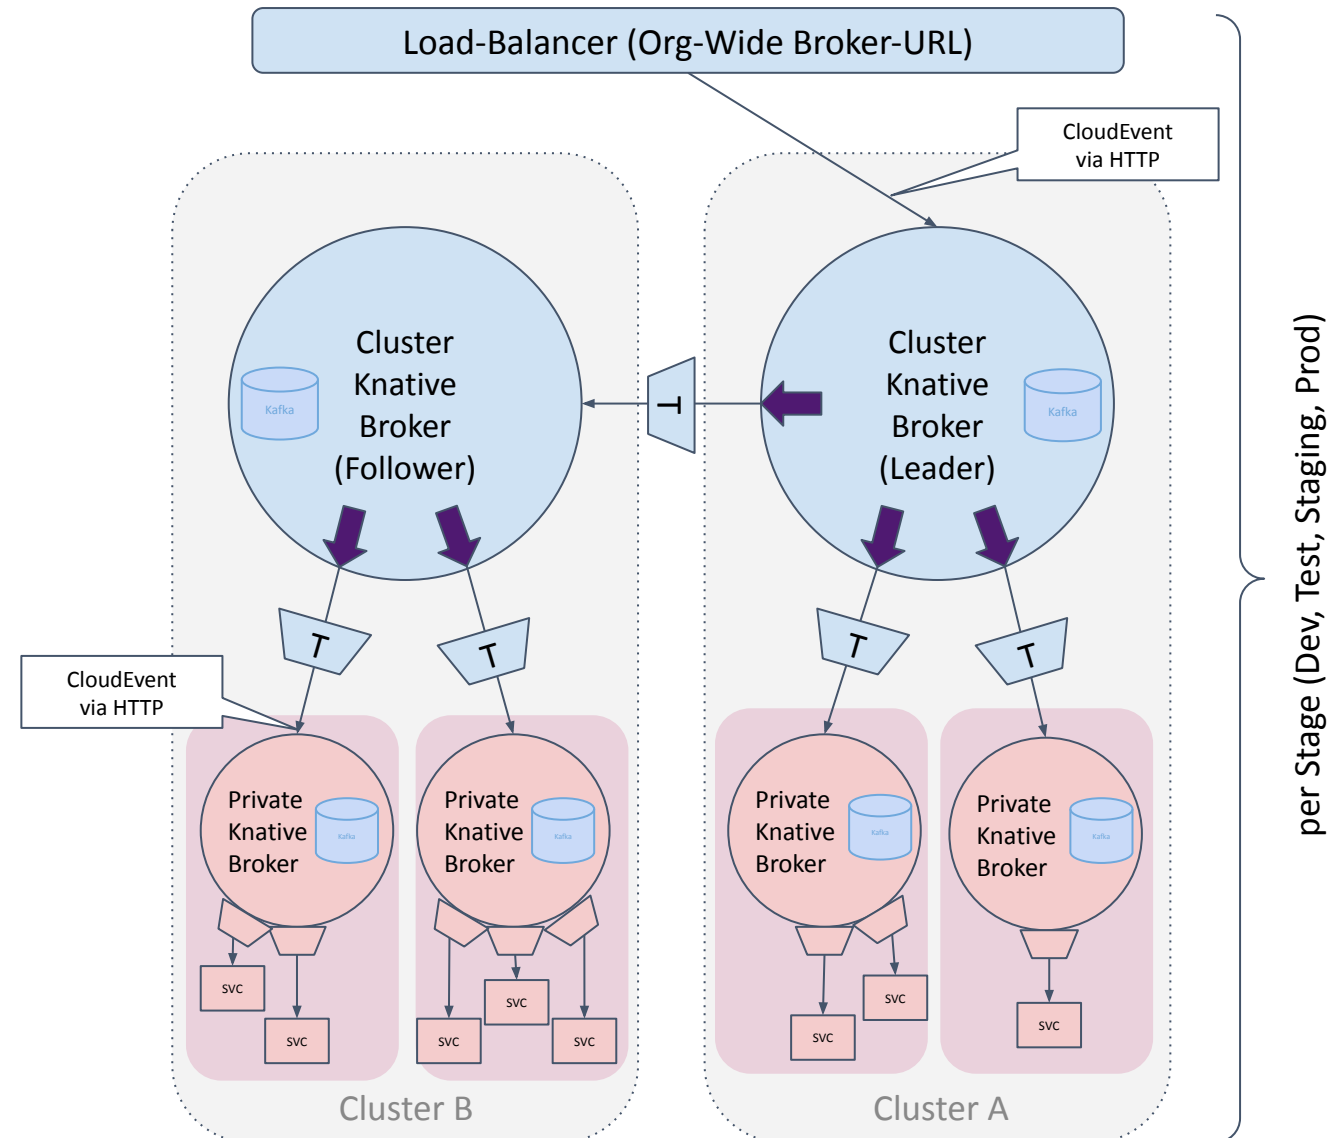 Load-Balancer (Org-Wide Broker-URL)
CloudEvent
via HTTP
Cluster
Knative
Broker
(Follower)
Kafka
T
Cluster
Knative
Broker
(Leader)
Kafka
per Stage (Dev, Test, Staging, Prod)
T
T
T
T
CloudEvent
via HTTP
Private
Knative
Broker
Kafka
Private
Knative
Broker
Kafka
Private
Knative
Broker
Kafka
Private
Knative
Broker
Kafka
svc
svc
svc
svc
svc
svc
svc
svc
Cluster B
Cluster A